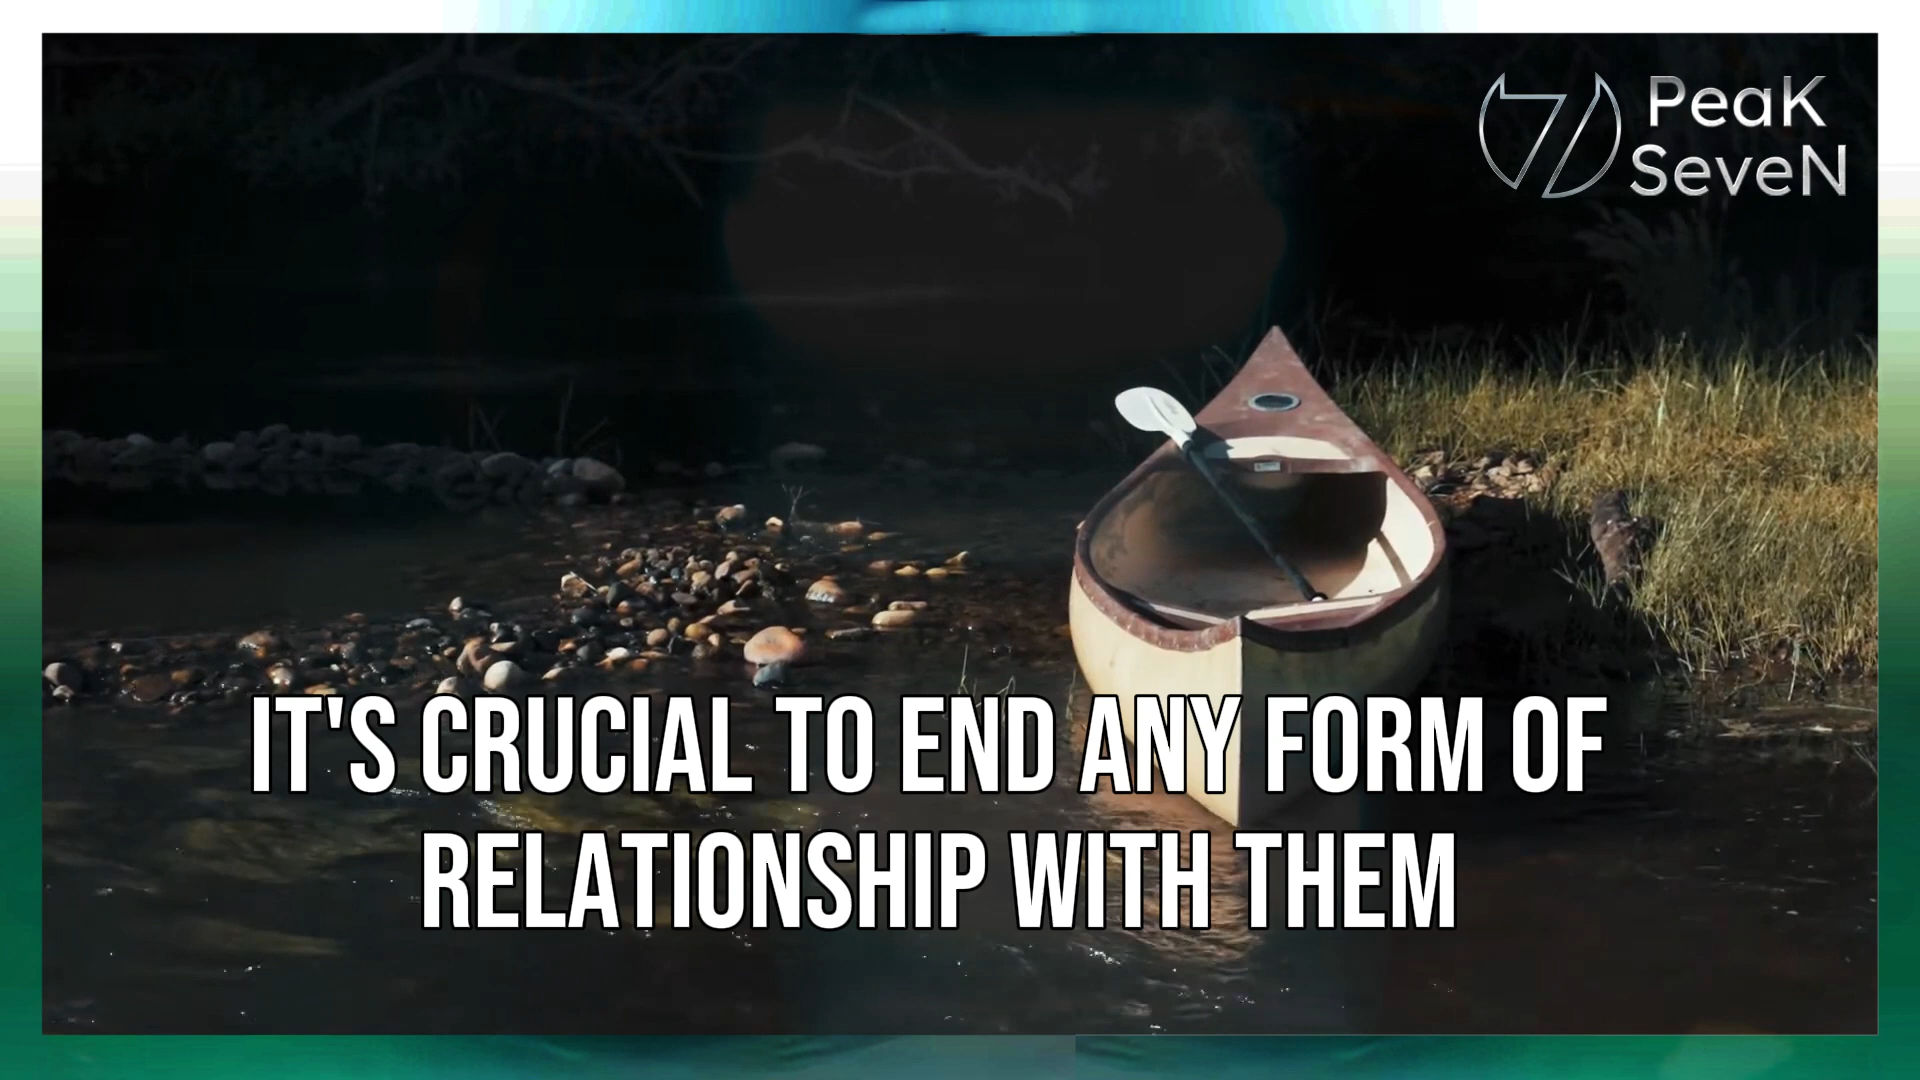 PeaK
SeveN
IT'S CRUCIAL TO END ANY FORM OF
RELATIONSHIP WITH THEM